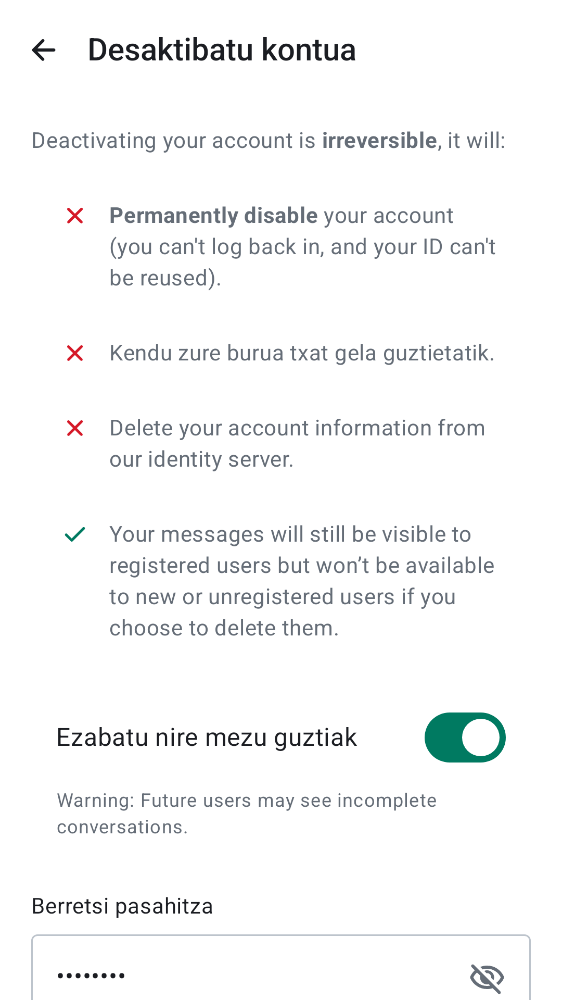 Desaktibatu kontua
Deactivating your account is irreversible, it will:
Permanently disable your account
(you can't log back in, and your ID can't
be reused).
Kendu zure burua txat gela guztietatik.
Delete your account information from
our identity server.
Your messages will still be visible to
registered users but won’t be available
to new or unregistered users if you
choose to delete them.
Ezabatu nire mezu guztiak
Warning: Future users may see incomplete
conversations.
Berretsi pasahitza
••••••••